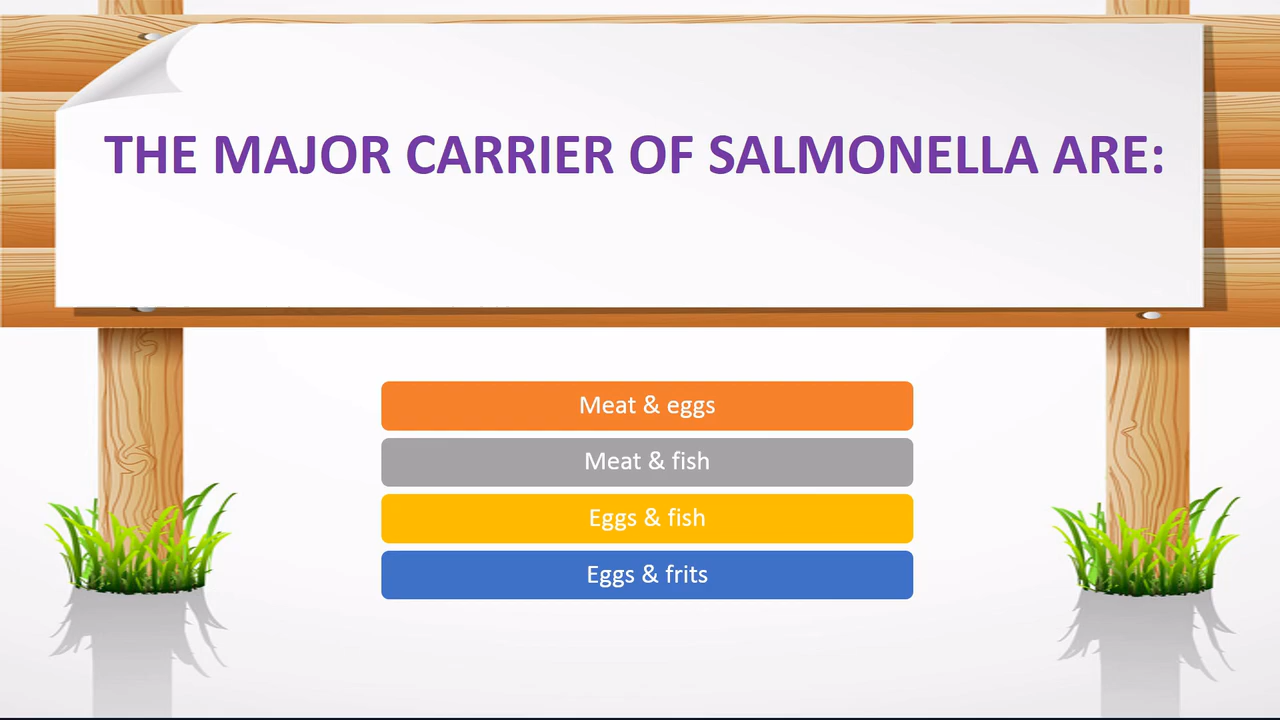 THE MAJOR CARRIER OF SALMONELLA ARE:
Meat & eggs
Meat & fish
Eggs & fish
Eggs & frits